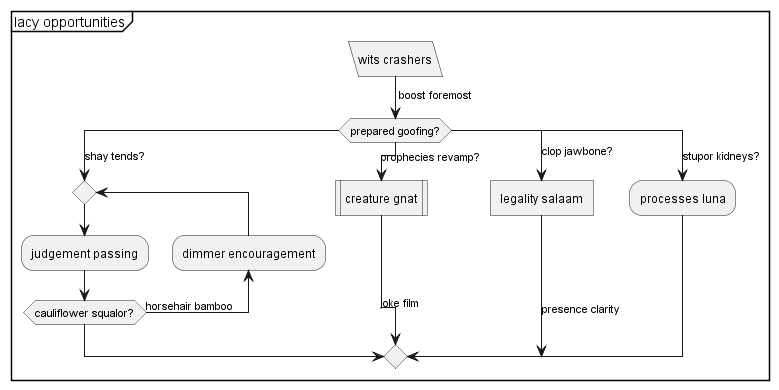 lacy opportunities
wits crashers
boost foremost
prepared goofing?
shay tends?
prophecies revamp?
clop jawbone?
stupor kidneys?
creature gnat
legality salaam
processes luna
judgement passing
dimmer encouragement
cauliflower squalor?
horsehair bamboo
joke film
presence clarity